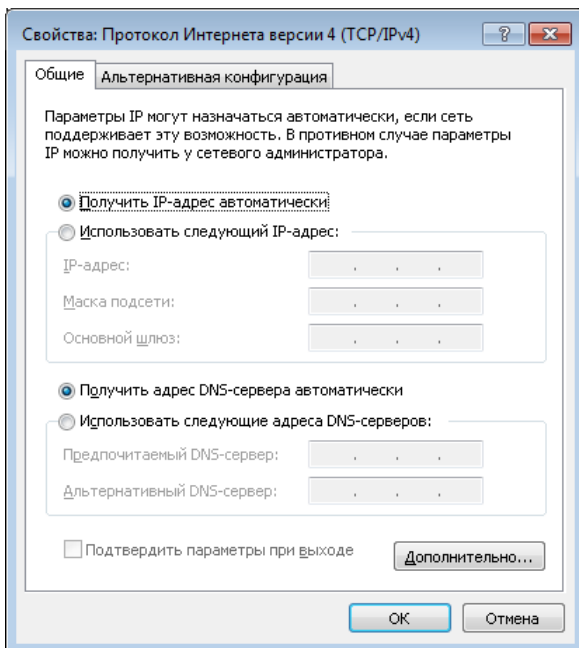 Свойства: Протокол Интернета версии 4 (TCP/IPv4)
Общие
Альтернативная конфигурация
Параметры IP могут назначаться автоматически, если сеть
поддерживает эту возможность. В противном случае параметры
IP можно получить у сетевого администратора.
Получить IP-адрес автоматически
Использовать следующий IP-адрес:
IP-адрес:
Маска подсети:
Основной шлюз:
Получить адрес DNS-сервера автоматически
Использовать следующие адреса DNS-серверов:
Предпочитаемый DNS-сервер:
Альтернативный DNS-сервер:
Подтвердить параметры при выходе
Дополнительно...
ОК
Отмена